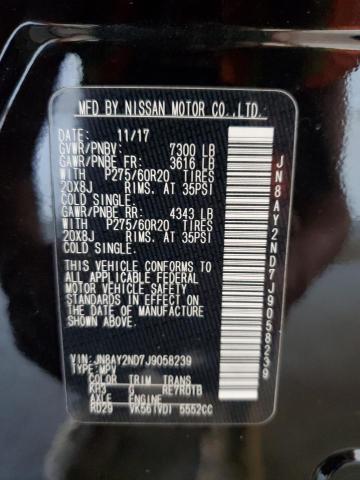 MFD BY NISSAN MOTOR CO.,LTD.
DATE: 11/17
GVWR/PNBV: 7300 LB
GAWR/PNBE FR: 3616 LB
WITH P275/60R20 TIRES
20X8J RIMS. AT 35PSI
COLD SINGLE.
GAWR/PNBE RR: 4343 LB
WITH P275/60R20 TIRES
20X8J RIMS. AT 35PSI
COLD SINGLE.
THIS VEHICLE CONFORMS TO
ALL APPLICABLE FEDERAL
MOTOR VEHICLE SAFETY
STANDARDS IN EFFECT ON
THE DATE OF MANUFACTURE
SHOWN ABOVE.
VIN: JN8AY2ND7J9058239
TYPE: MPV
COLOR TRIM TRANS
KH3 G RE7R01B
AXLE ENGINE
RD29 VK56(VD) 5552CC
JN8AY2ND7J9058239